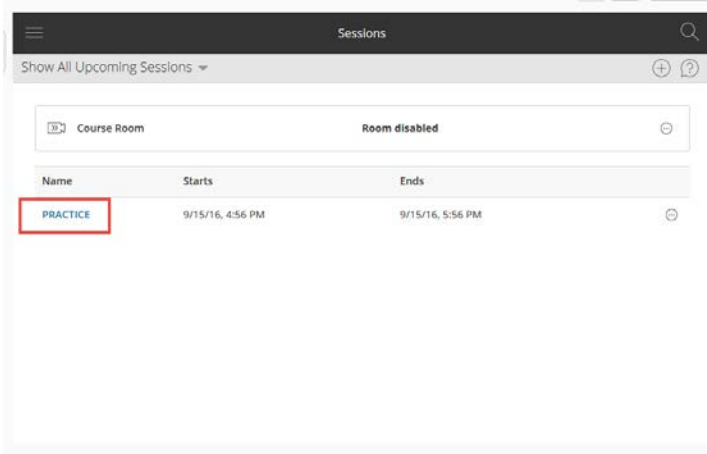 Sessions
Show All Upcoming Sessions
Course Room Room disabled
Name Starts Ends
PRACTICE 9/15/16, 4:56 PM 9/15/16, 5:56 PM